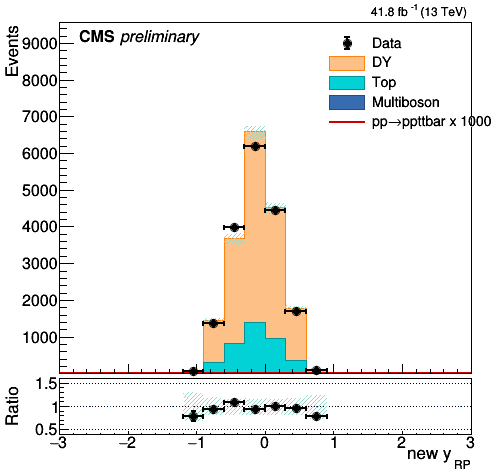 41.8 fb⁻¹ (13 TeV)
CMS preliminary
Events
9000
8000
7000
6000
5000
4000
3000
2000
1000
Data
DY
Top
Multiboson
pp→ppttbar x 1000
Ratio
1.5
1
0.5
−3 −2 −1 0 1 2 3
new y_RP